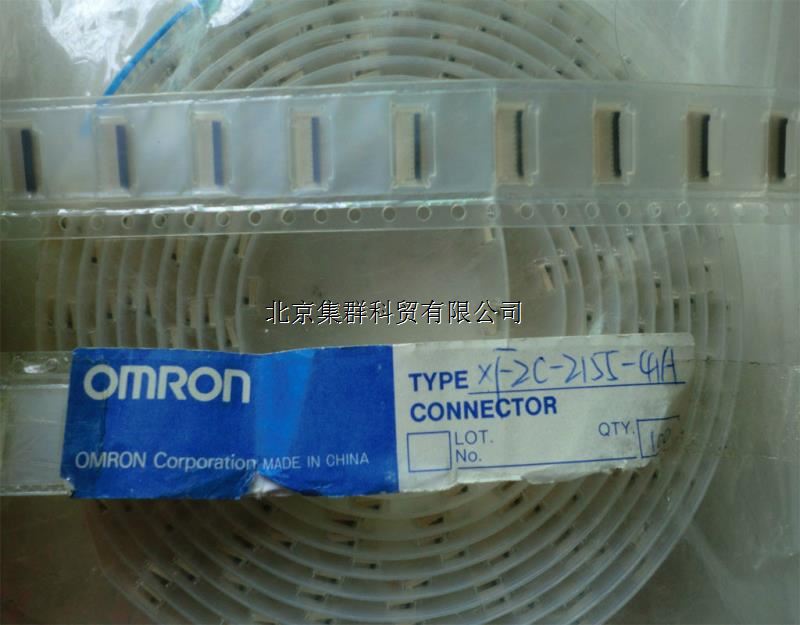 北京集群科贸有限公司
OMRON
TYPE XF2C-2155-41A
CONNECTOR
LOT.
No.
QTY.
OMRON Corporation MADE IN CHINA